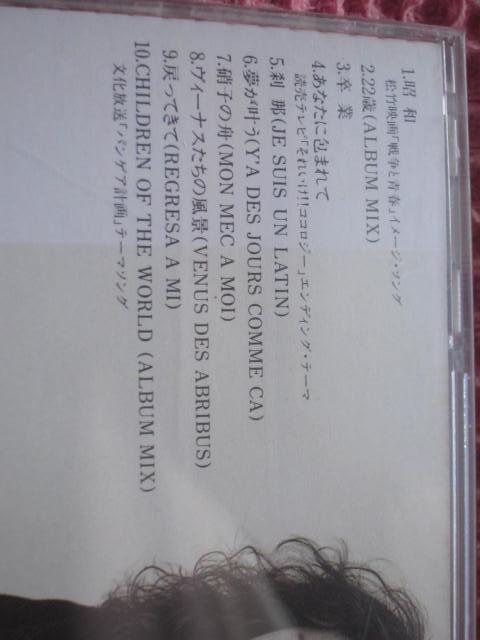 1.昭 和
松竹映画「戦争と青春」イメージ・ソング
2.22歳(ALBUM MIX)
3.卒 業
4.あなたに包まれて
読売テレビ「それいけ!!ココロジー」エンディング・テーマ
5.刹 那(JE SUIS UN LATIN)
6.夢が叶う(Y'A DES JOURS COMME CA)
7.硝子の舟(MON MEC A MOI)
8.ヴィーナスたちの風景(VENUS DES ABRIBUS)
9.戻ってきて(REGRESA A MI)
10.CHILDREN OF THE WORLD (ALBUM MIX)
文化放送「パンゲア計画」テーマソング